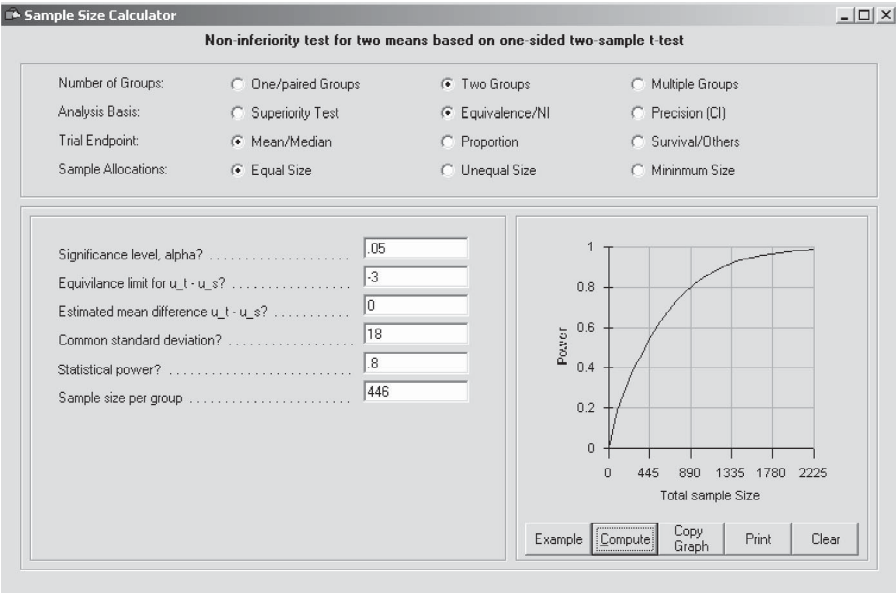 Sample Size Calculator
Non-inferiority test for two means based on one-sided two-sample t-test
Number of Groups: One/paired Groups Two Groups Multiple Groups
Analysis Basis: Superiority Test Equivalence/NI Precision (CI)
Trial Endpoint: Mean/Median Proportion Survival/Others
Sample Allocations: Equal Size Unequal Size Mininmum Size
Significance level, alpha? .05
Equivilance limit for u_t - u_s? -3
Estimated mean difference u_t - u_s? 0
Common standard deviation? 18
Statistical power? .8
Sample size per group 446
Power
1
0.8
0.6
0.4
0.2
0
0 445 890 1335 1780 2225
Total sample Size
Example Compute Copy Graph Print Clear